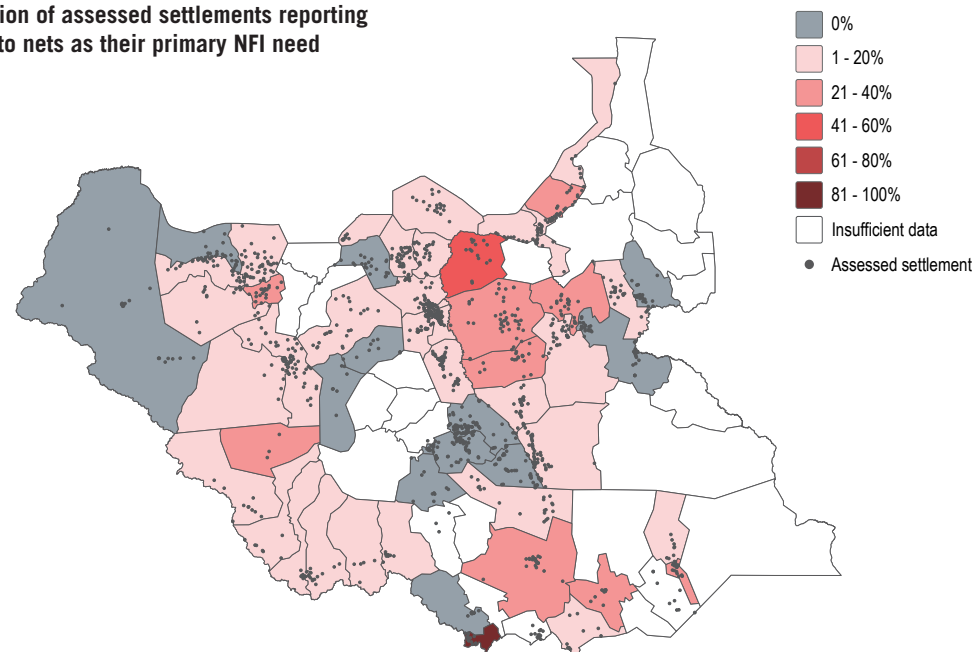 of assessed settlements reporting
to nets as their primary NFI need
0%
1 - 20%
21 - 40%
41 - 60%
61 - 80%
81 - 100%
Insufficient data
Assessed settlement